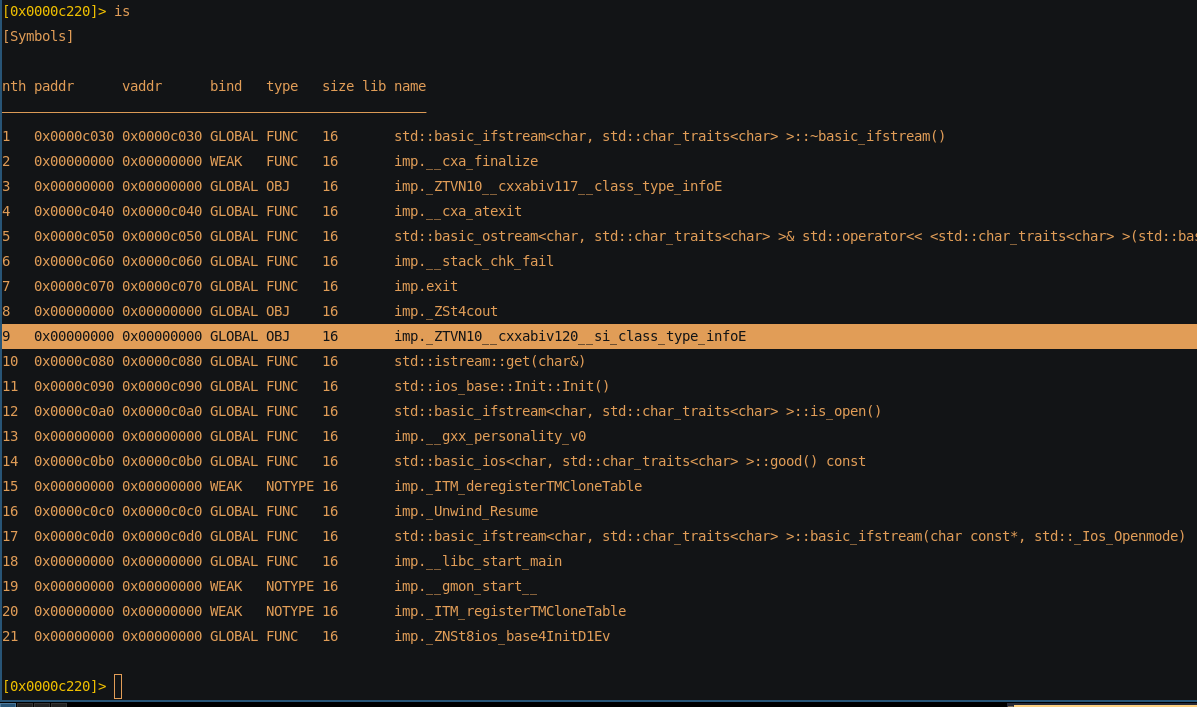 [0x0000c220]> is
[Symbols]
nth paddr      vaddr      bind   type   size lib name
1   0x0000c030 0x0000c030 GLOBAL FUNC   16       std::basic_ifstream<char, std::char_traits<char> >::~basic_ifstream()
2   0x00000000 0x00000000 WEAK   FUNC   16       imp.__cxa_finalize
3   0x00000000 0x00000000 GLOBAL OBJ    16       imp._ZTVN10__cxxabiv117__class_type_infoE
4   0x0000c040 0x0000c040 GLOBAL FUNC   16       imp.__cxa_atexit
5   0x0000c050 0x0000c050 GLOBAL FUNC   16       std::basic_ostream<char, std::char_traits<char> >& std::operator<< <std::char_traits<char> >(std::bas
6   0x0000c060 0x0000c060 GLOBAL FUNC   16       imp.__stack_chk_fail
7   0x0000c070 0x0000c070 GLOBAL FUNC   16       imp.exit
8   0x00000000 0x00000000 GLOBAL OBJ    16       imp._ZSt4cout
9   0x00000000 0x00000000 GLOBAL OBJ    16       imp._ZTVN10__cxxabiv120__si_class_type_infoE
10  0x0000c080 0x0000c080 GLOBAL FUNC   16       std::istream::get(char&)
11  0x0000c090 0x0000c090 GLOBAL FUNC   16       std::ios_base::Init::Init()
12  0x0000c0a0 0x0000c0a0 GLOBAL FUNC   16       std::basic_ifstream<char, std::char_traits<char> >::is_open()
13  0x00000000 0x00000000 GLOBAL FUNC   16       imp.__gxx_personality_v0
14  0x0000c0b0 0x0000c0b0 GLOBAL FUNC   16       std::basic_ios<char, std::char_traits<char> >::good() const
15  0x00000000 0x00000000 WEAK   NOTYPE 16       imp._ITM_deregisterTMCloneTable
16  0x0000c0c0 0x0000c0c0 GLOBAL FUNC   16       imp._Unwind_Resume
17  0x0000c0d0 0x0000c0d0 GLOBAL FUNC   16       std::basic_ifstream<char, std::char_traits<char> >::basic_ifstream(char const*, std::_Ios_Openmode)
18  0x00000000 0x00000000 GLOBAL FUNC   16       imp.__libc_start_main
19  0x00000000 0x00000000 WEAK   NOTYPE 16       imp.__gmon_start__
20  0x00000000 0x00000000 WEAK   NOTYPE 16       imp._ITM_registerTMCloneTable
21  0x00000000 0x00000000 GLOBAL FUNC   16       imp._ZNSt8ios_base4InitD1Ev
[0x0000c220]>